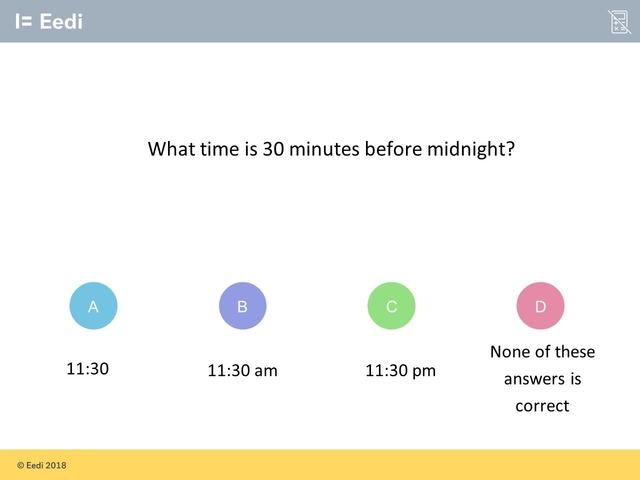 I= Eedi
What time is 30 minutes before midnight?
A
B
C
D
11:30
11:30 am
11:30 pm
None of these
answers is
correct
© Eedi 2018